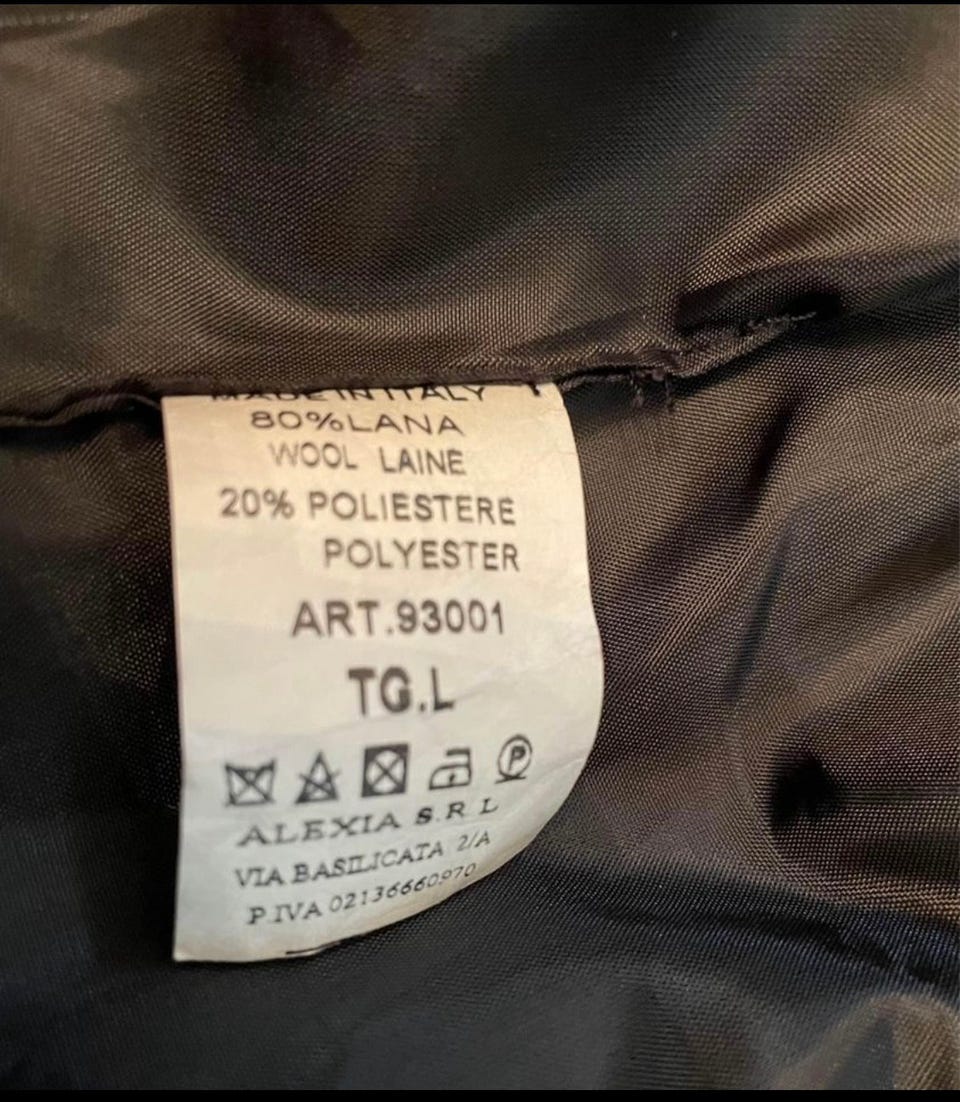 MADE IN ITALY
80%LANA
WOOL LAINE
20% POLIESTERE
POLYESTER
ART.93001
TG.L
P
ALEXIA S.R L
VIA BASILICATA 2/A
P.IVA 02136660970